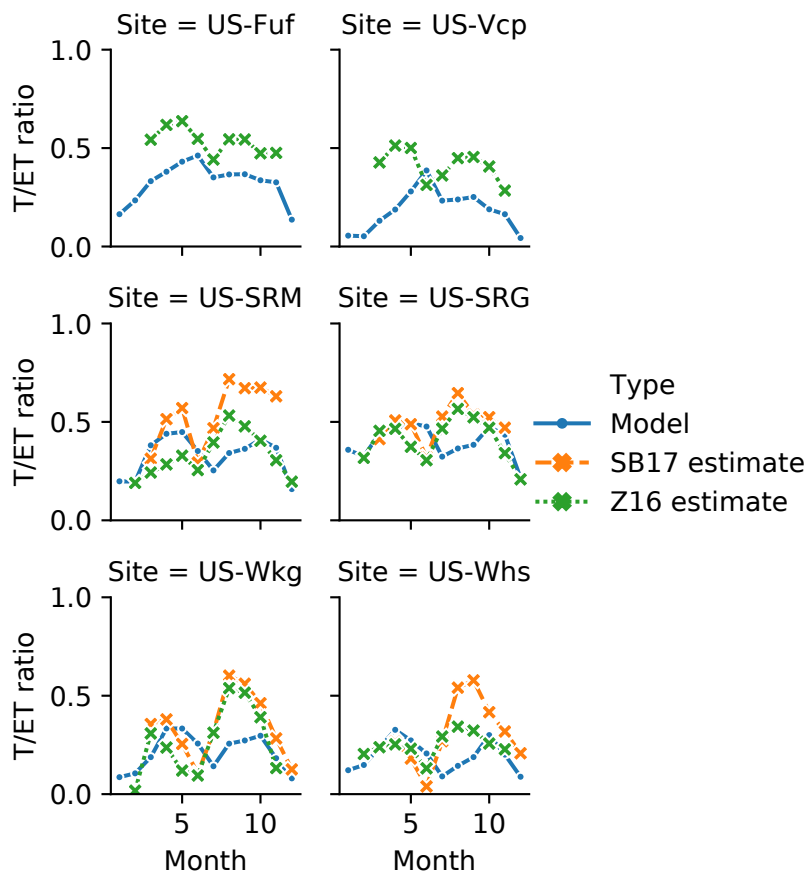 Site = US-Fuf
Site = US-Vcp
1.0
0.5
0.0
T/ET ratio
Site = US-SRM
Site = US-SRG
1.0
0.5
0.0
T/ET ratio
Type
Model
SB17 estimate
Z16 estimate
Site = US-Wkg
Site = US-Whs
1.0
0.5
0.0
T/ET ratio
5 10
5 10
Month
Month